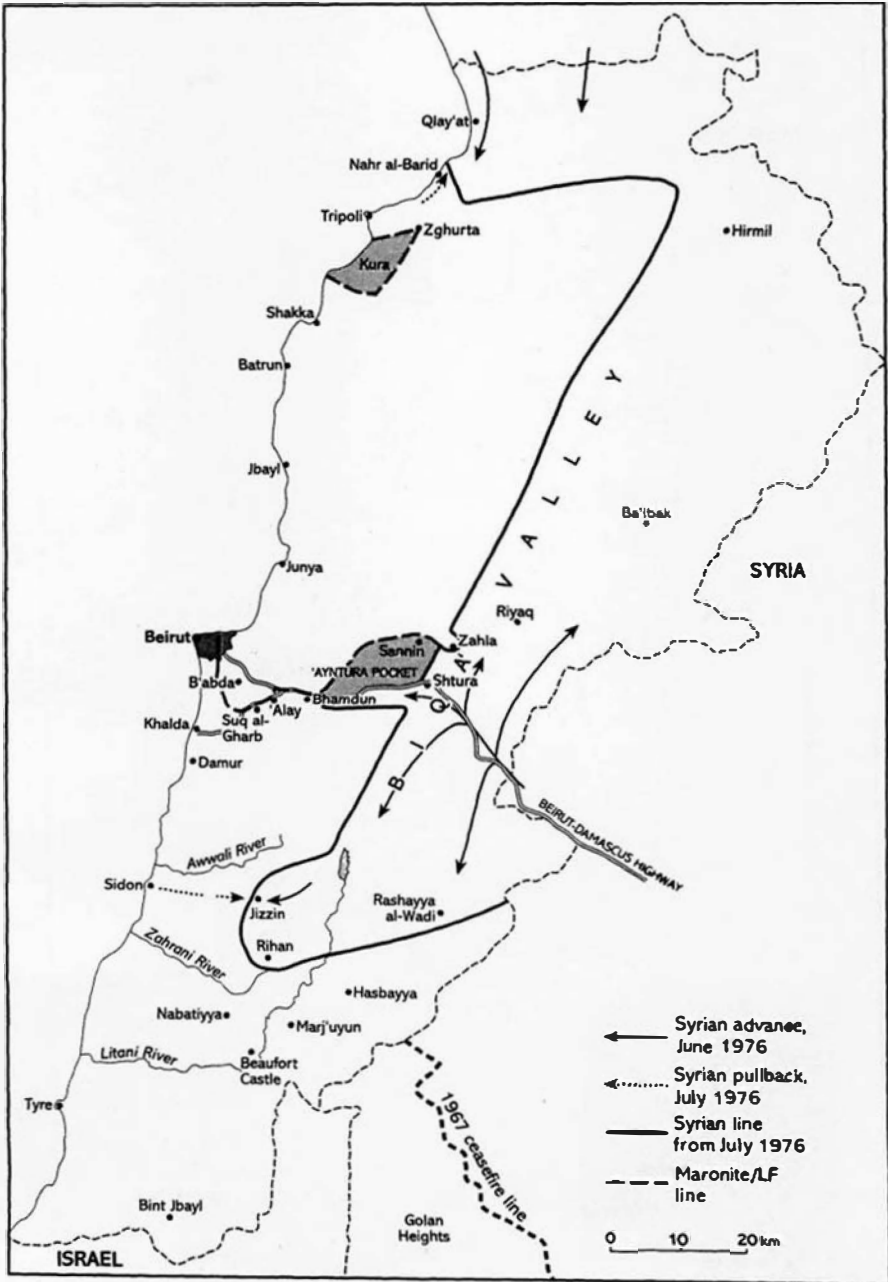 Qlay'at
Nahr al-Barid
Tripoli
Zghurta
Hirmil
Kura
Shakka
Batrun
Jbayl
Ba'lbak
SYRIA
Junya
Riyaq
Beirut
Zahla
Sannin
'AYNTURA POCKET
Shtura
B'abda
Bhamdun
'Alay
Suq al-
Gharb
Khalda
Damur
BIQA' VALLEY
BEIRUT-DAMASCUS HIGHWAY
Awwali River
Sidon
Jizzin
Rashayya
al-Wadi
Zahrani River
Rihan
Hasbayya
Nabatiyya
Marj'uyun
Litani River
Beaufort
Castle
Tyre
1967 ceasefire line
Bint Jbayl
Golan
Heights
ISRAEL
Syrian advance,
June 1976
Syrian pullback,
July 1976
Syrian line
from July 1976
Maronite/LF
line
0 10 20 km